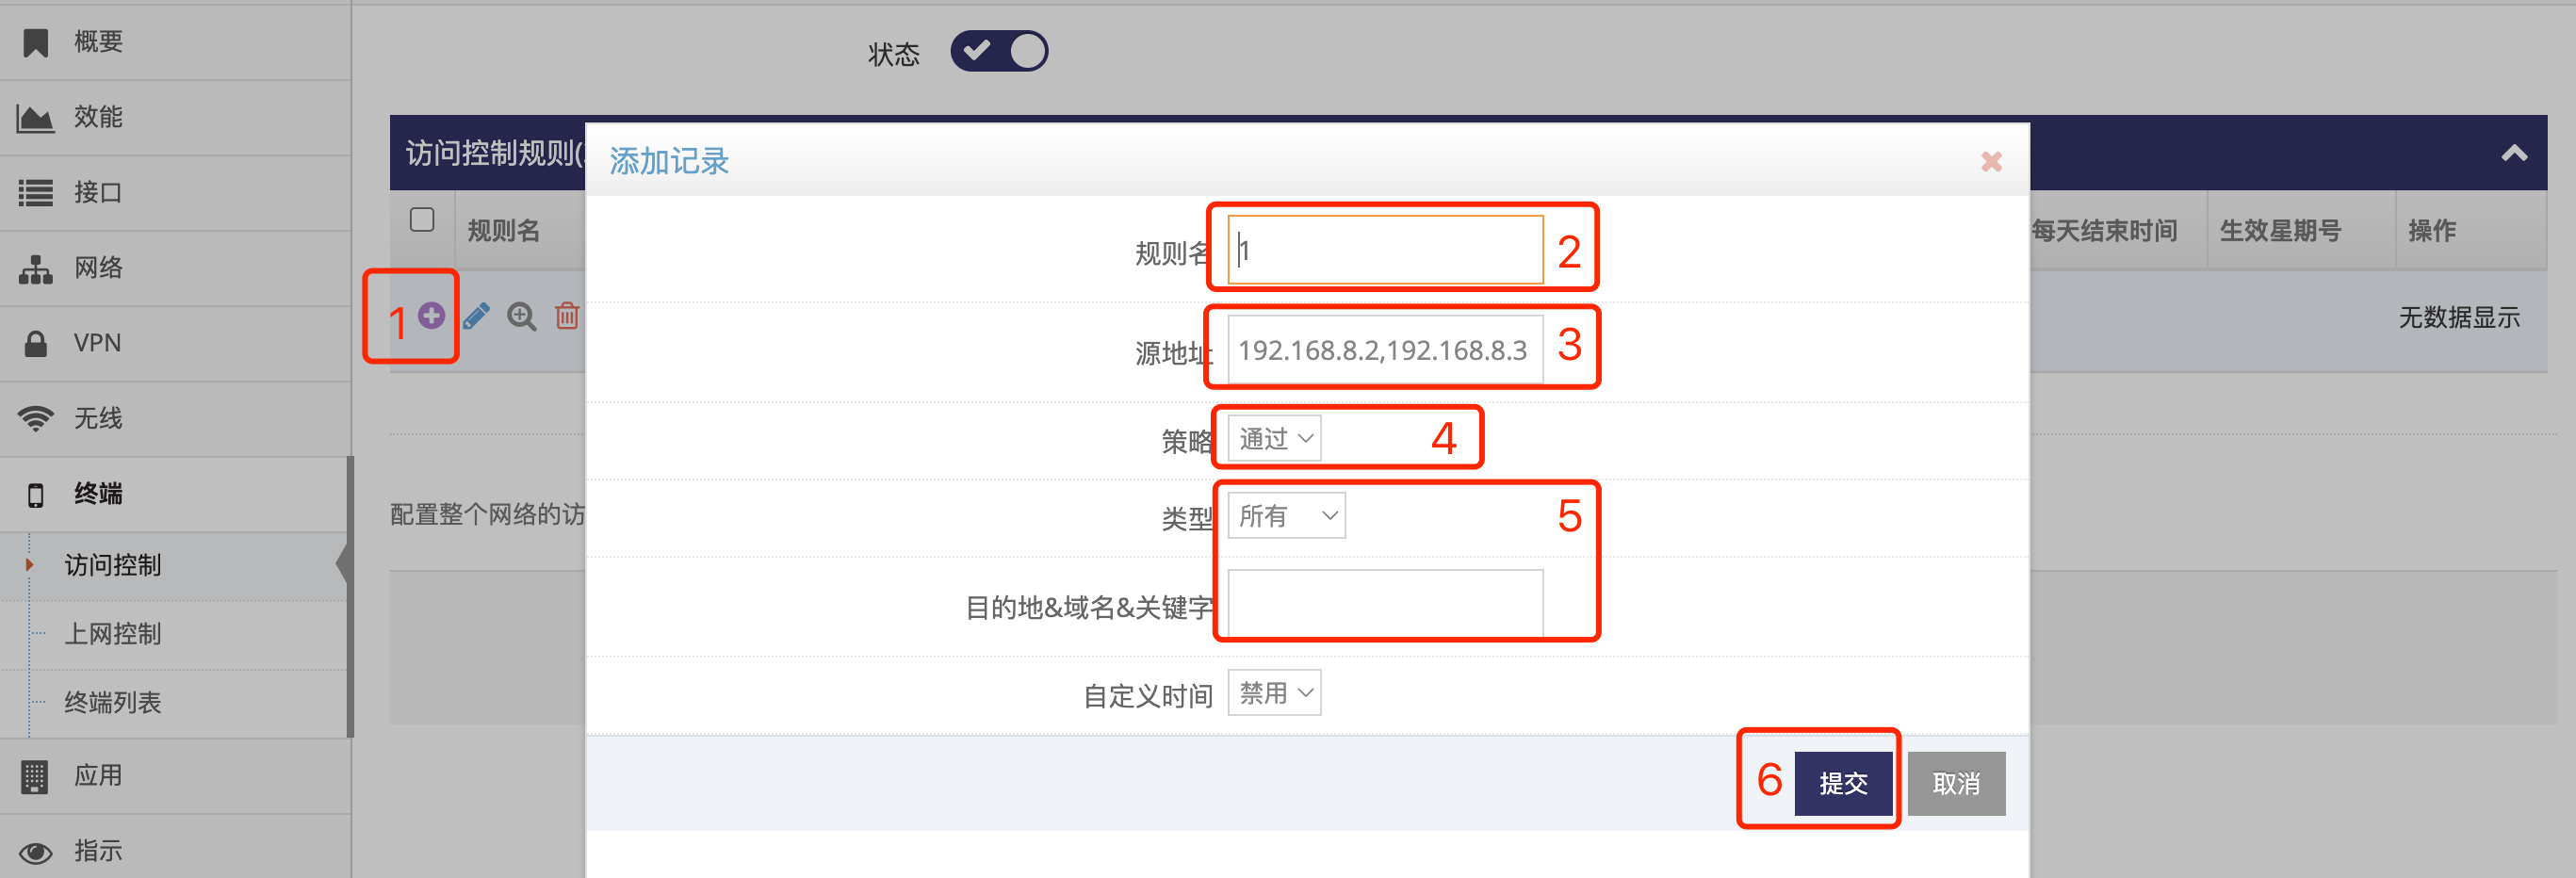 概要
效能
接口
网络
VPN
无线
终端
访问控制
上网控制
终端列表
应用
指示
状态
访问控制规则(
规则名
每天结束时间
生效星期号
操作
1
无数据显示
配置整个网络的访
添加记录
规则名
1
2
源地址
192.168.8.2,192.168.8.3
3
策略
通过
4
类型
所有
5
目的地&域名&关键字
自定义时间
禁用
6
提交
取消